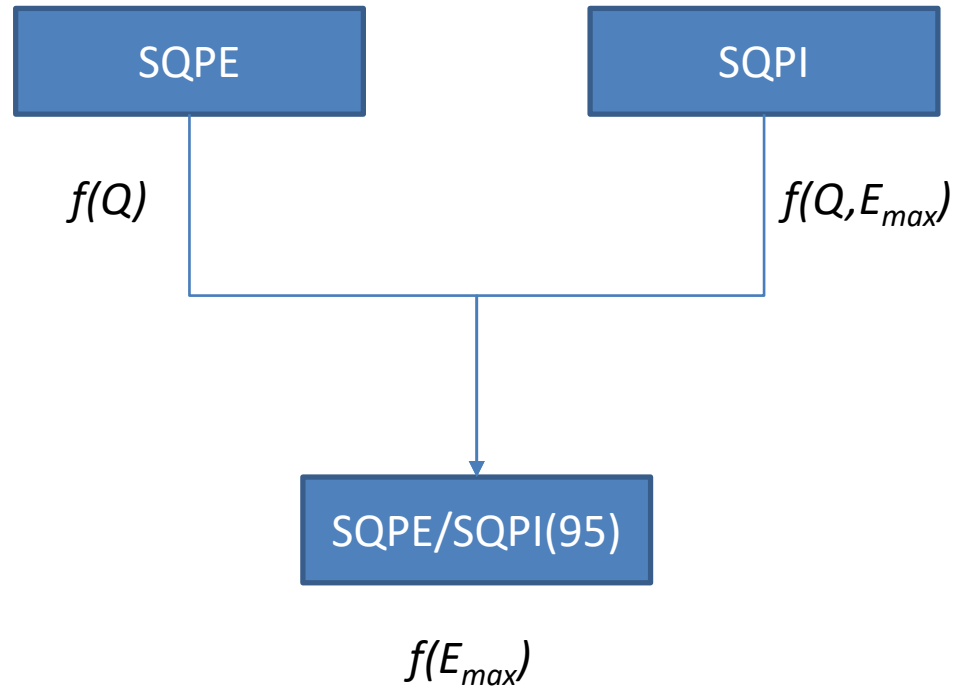 SQPE
SQPI
f(Q)
f(Q,Emax)
SQPE/SQPI(95)
f(Emax)